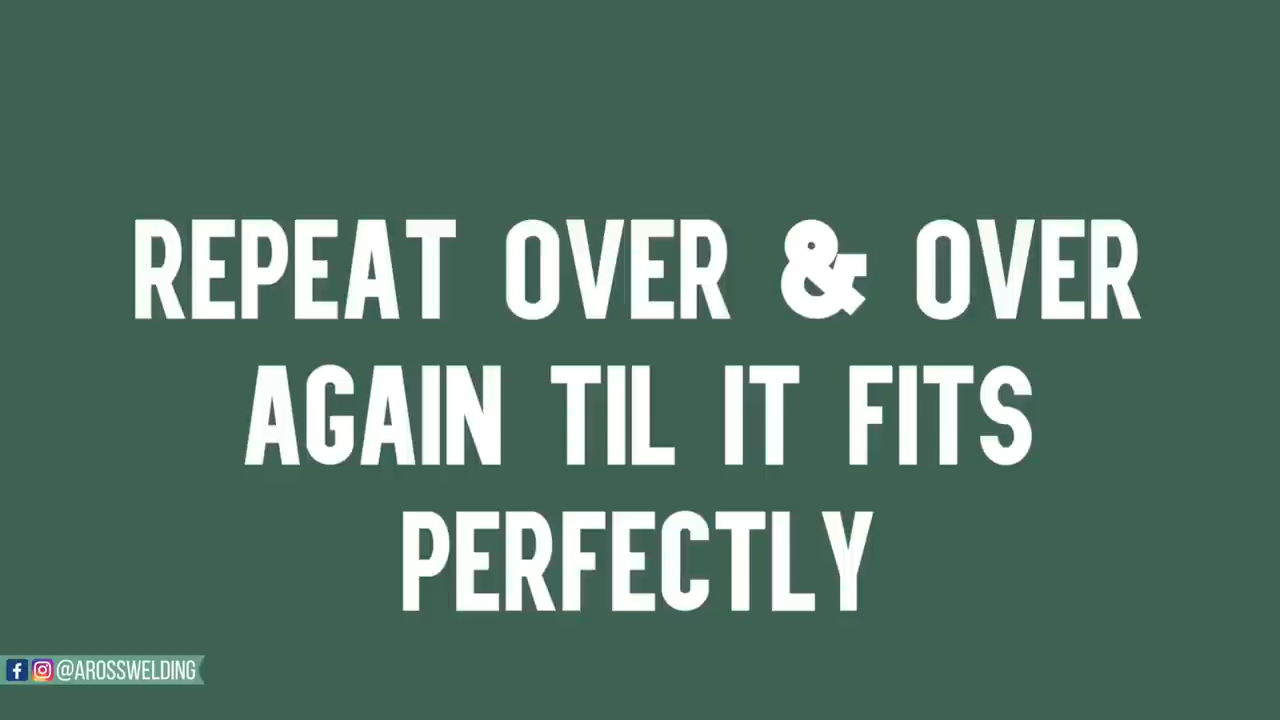 REPEAT OVER & OVER
AGAIN TIL IT FITS
PERFECTLY
@AROSSWELDING